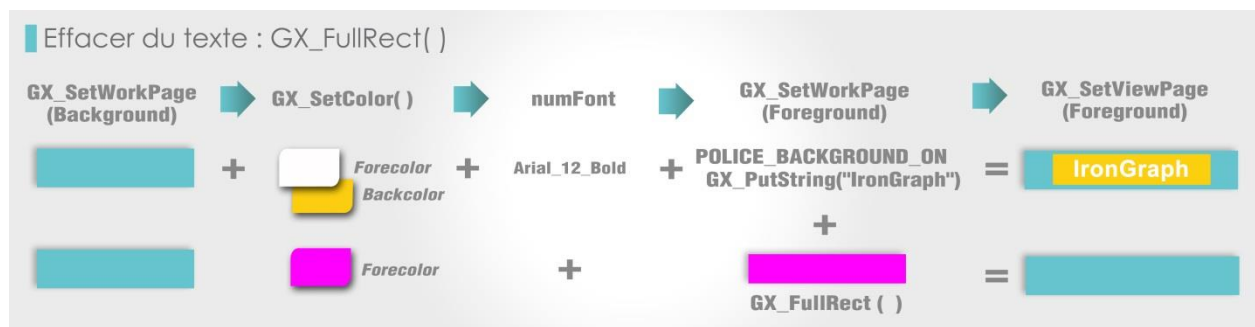 Effacer du texte : GX_FullRect( )
GX_SetWorkPage
(Background)
GX_SetColor( )
numFont
GX_SetWorkPage
(Foreground)
GX_SetViewPage
(Foreground)
+
Forecolor
Backcolor
+
Arial_12_Bold
+
POLICE_BACKGROUND_ON
GX_PutString("IronGraph")
=
IronGraph
+
Forecolor
+
=
GX_FullRect ( )